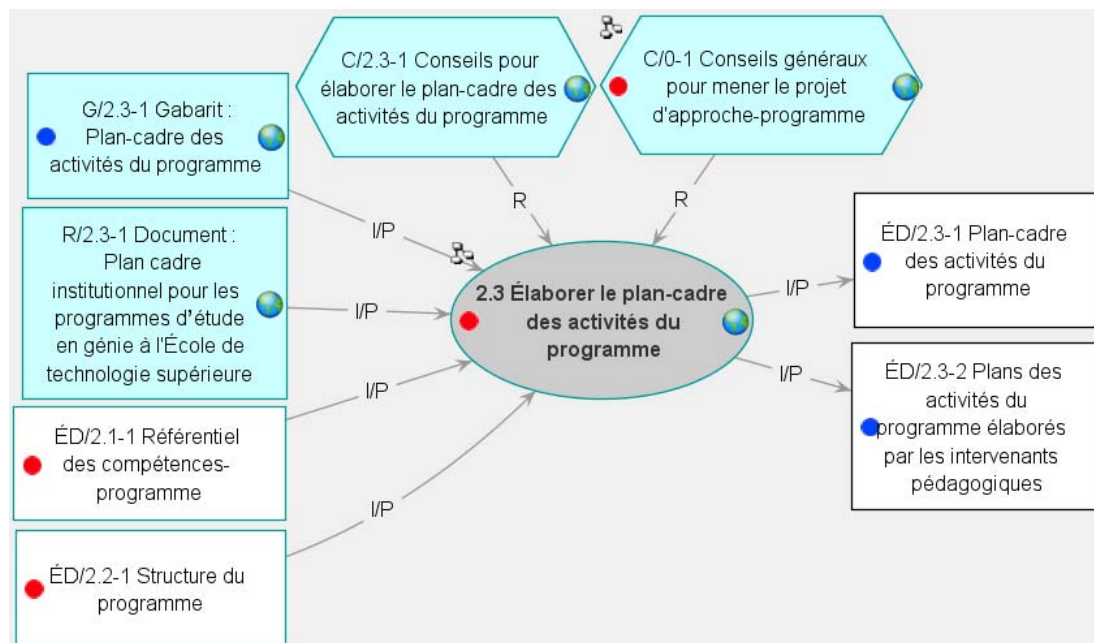 G/2.3-1 Gabarit :
Plan-cadre des
activités du programme
C/2.3-1 Conseils pour
élaborer le plan-cadre des
activités du programme
C/0-1 Conseils généraux
pour mener le projet
d'approche-programme
R/2.3-1 Document :
Plan cadre
institutionnel pour les
programmes d’étude
en génie à l'École de
technologie supérieure
ÉD/2.1-1 Référentiel
des compétences-
programme
ÉD/2.2-1 Structure du
programme
I/P
I/P
I/P
I/P
R
R
2.3 Élaborer le plan-cadre
des activités du
programme
I/P
I/P
ÉD/2.3-1 Plan-cadre
des activités du
programme
ÉD/2.3-2 Plans des
activités du
programme élaborés
par les intervenants
pédagogiques